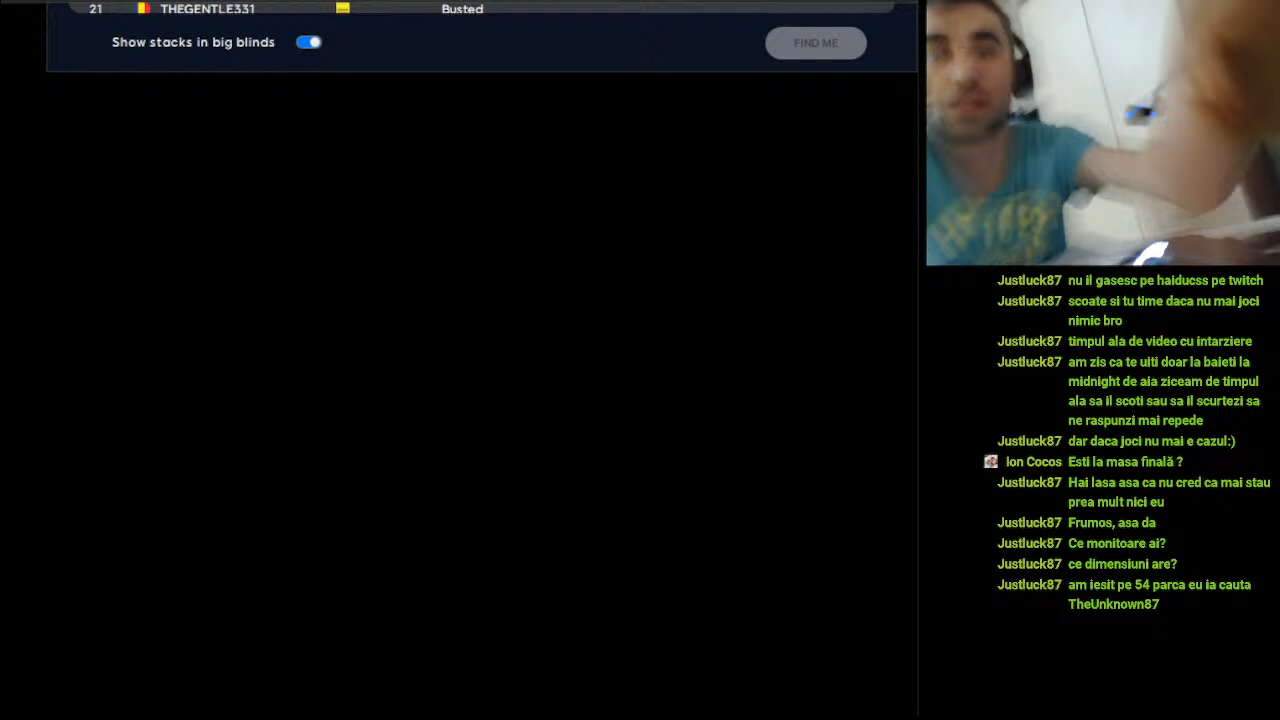 21 THEGENTLE331 Busted
Show stacks in big blinds
FIND ME
Justluck87 nu il gasesc pe haiducss pe twitch
Justluck87 scoate si tu time daca nu mai joci
nimic bro
Justluck87 timpul ala de video cu intarziere
Justluck87 am zis ca te uiti doar la baieti la
midnight de aia ziceam de timpul
ala sa il scoti sau sa il scurtezi sa
ne raspunzi mai repede
Justluck87 dar daca joci nu mai e cazul:)
Ion Cocos Esti la masa finală ?
Justluck87 Hai lasa asa ca nu cred ca mai stau
prea mult nici eu
Justluck87 Frumos, asa da
Justluck87 Ce monitoare ai?
Justluck87 ce dimensiuni are?
Justluck87 am iesit pe 54 parca eu ia cauta
TheUnknown87